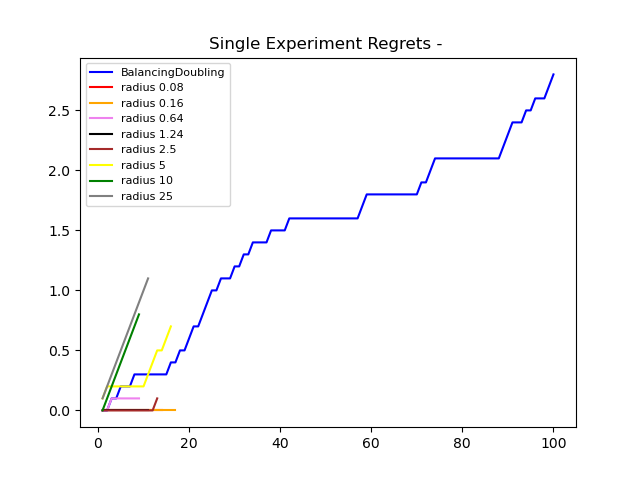 Single Experiment Regrets -
BalancingDoubling
radius 0.08
radius 0.16
radius 0.64
radius 1.24
radius 2.5
radius 5
radius 10
radius 25
2.5
2.0
1.5
1.0
0.5
0.0
0 20 40 60 80 100